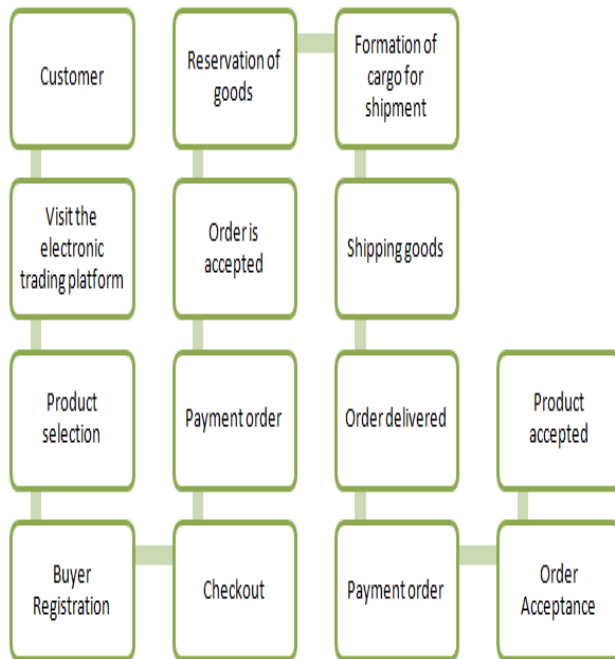 Customer
Visit the
electronic
trading platform
Product
selection
Buyer
Registration
Checkout
Payment order
Order is
accepted
Reservation of
goods
Formation of
cargo for
shipment
Shipping goods
Order delivered
Payment order
Order
Acceptance
Product
accepted